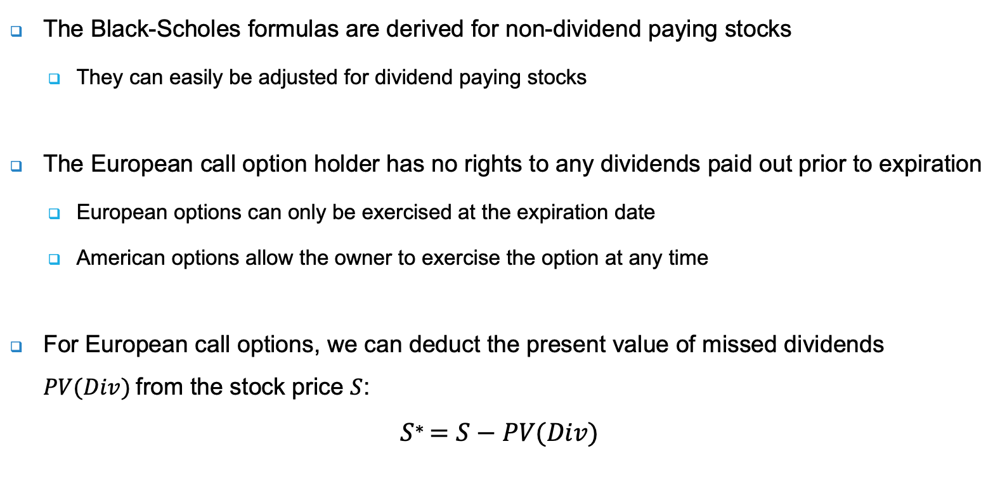 The Black-Scholes formulas are derived for non-dividend paying stocks
They can easily be adjusted for dividend paying stocks
The European call option holder has no rights to any dividends paid out prior to expiration
European options can only be exercised at the expiration date
American options allow the owner to exercise the option at any time
For European call options, we can deduct the present value of missed dividends
PV(Div) from the stock price S:
S* = S − PV(Div)